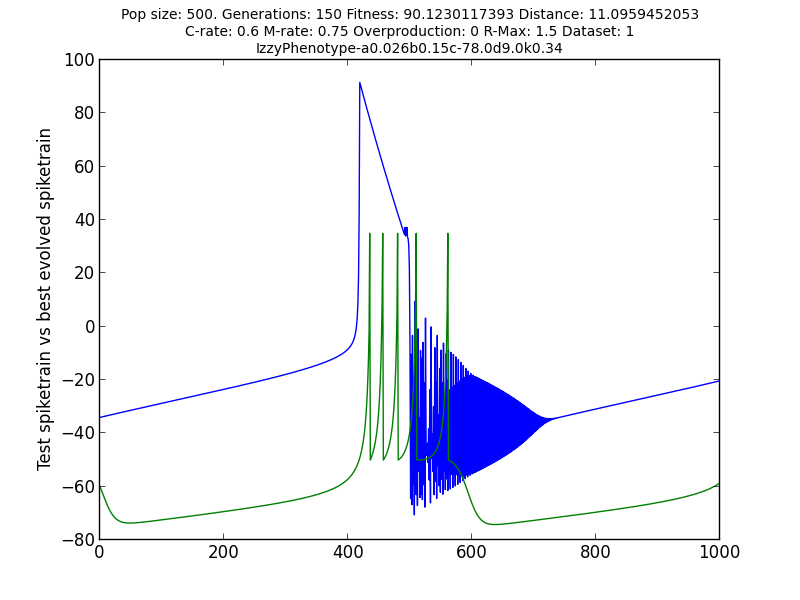 Pop size: 500. Generations: 150 Fitness: 90.1230117393 Distance: 11.0959452053
C-rate: 0.6 M-rate: 0.75 Overproduction: 0 R-Max: 1.5 Dataset: 1
IzzyPhenotype-a0.026b0.15c-78.0d9.0k0.34
Test spiketrain vs best evolved spiketrain
100
80
60
40
20
0
−20
−40
−60
−80
0 200 400 600 800 1000